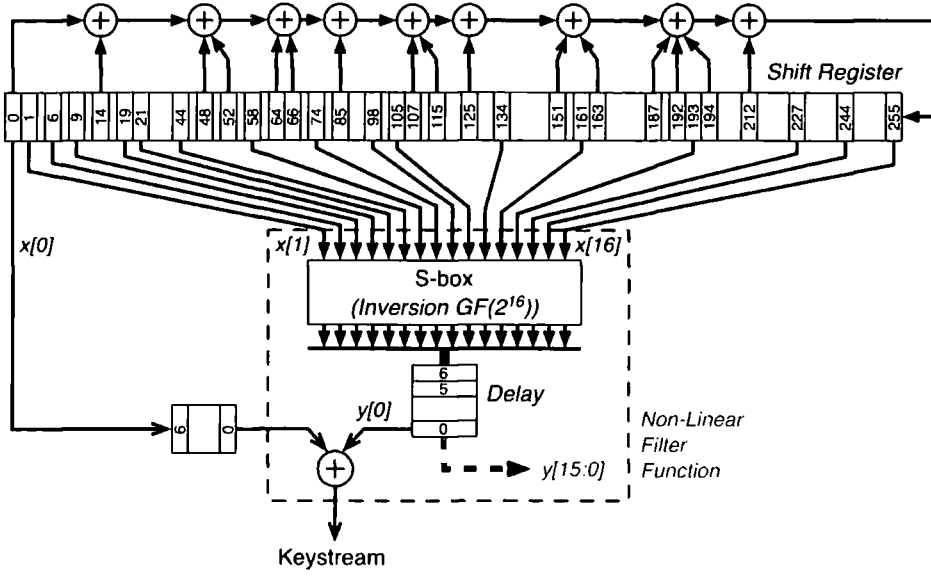 Shift Register
0 1 6 9 14 19 21 44 48 52 58 64 66 74 85 98 105 107 115 125 134 151 161 163 187 192 193 194 212 227 244 255
x[0]
x[1]
x[16]
S-box
(Inversion GF(2^16))
6
5
Delay
y[0]
0
6 0
Non-Linear
Filter
Function
y[15:0]
Keystream